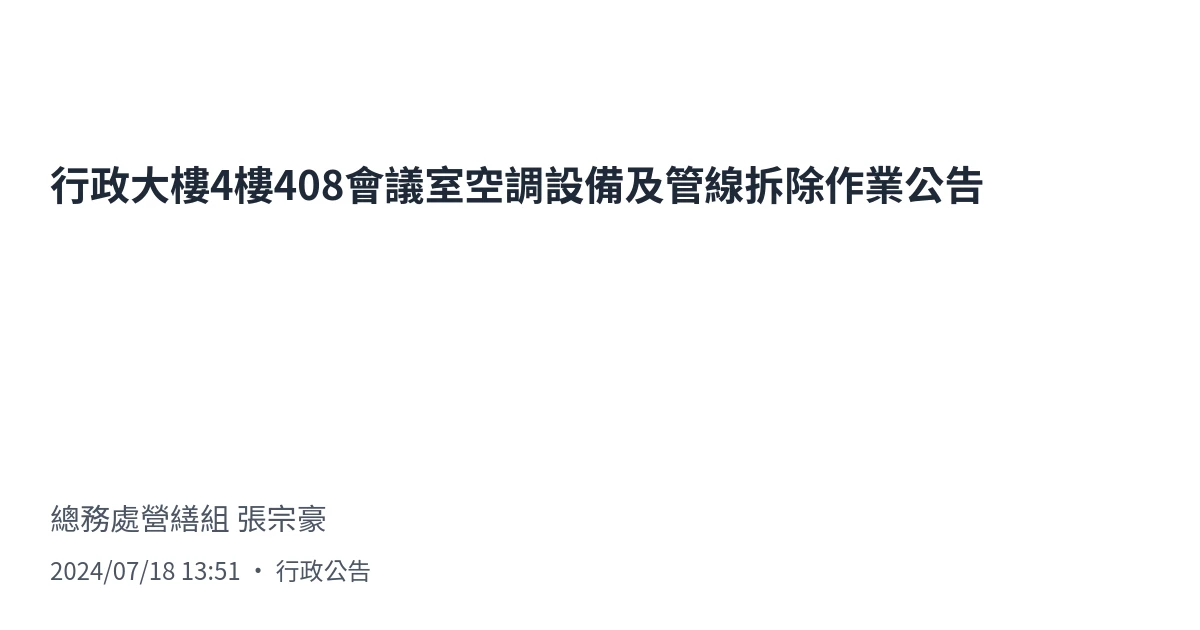 行政大樓4樓408會議室空調設備及管線拆除作業公告
總務處營繕組 張宗豪
2024/07/18 13:51 • 行政公告